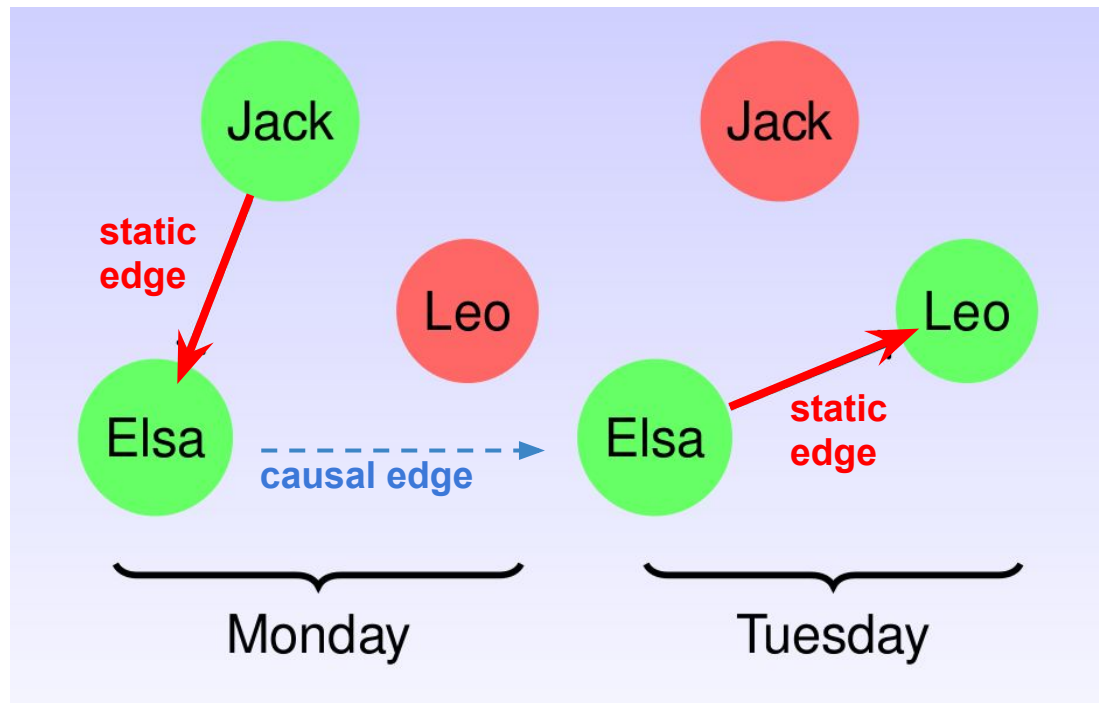 Jack
Jack
static
edge
Leo
Leo
Elsa
Elsa
static
edge
causal edge
Monday
Tuesday